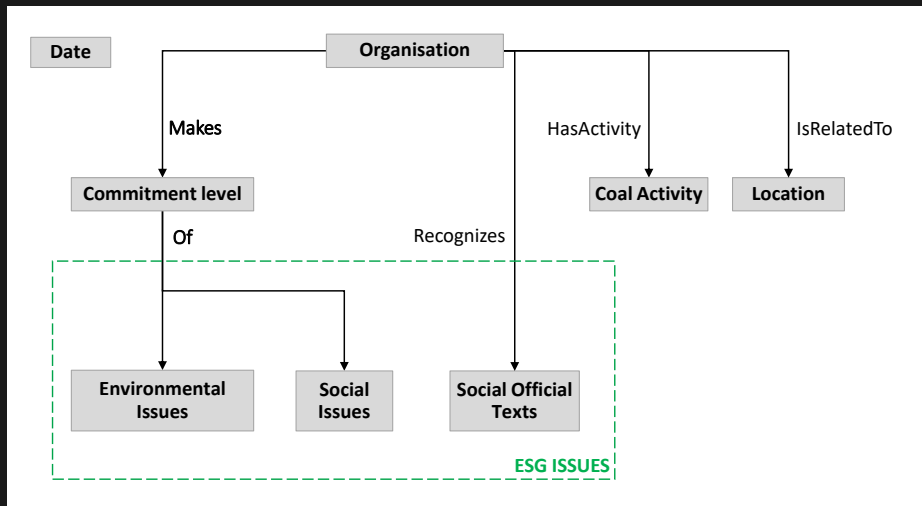 Date
Organisation
Makes
HasActivity
IsRelatedTo
Commitment level
Coal Activity
Location
Of
Recognizes
Environmental
Issues
Social
Issues
Social Official
Texts
ESG ISSUES